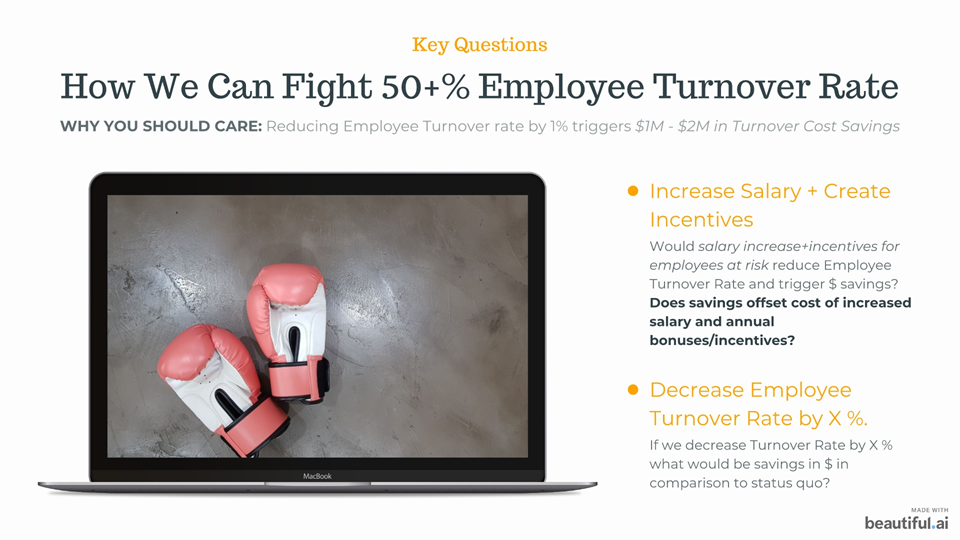 Key Questions
How We Can Fight 50+% Employee Turnover Rate
WHY YOU SHOULD CARE: Reducing Employee Turnover rate by 1% triggers $1M - $2M in Turnover Cost Savings
MacBook
Increase Salary + Create
Incentives
Would salary increase+incentives for
employees at risk reduce Employee
Turnover Rate and trigger $ savings?
Does savings offset cost of increased
salary and annual
bonuses/incentives?
Decrease Employee
Turnover Rate by X %.
If we decrease Turnover Rate by X %
what would be savings in $ in
comparison to status quo?
MADE WITH
beautiful.ai